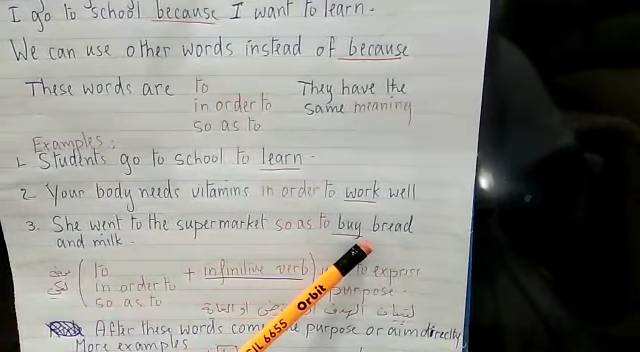 I go to school because I want to learn.
We can use other words instead of because
These words are to They have the
in order to same meaning
so as to
Examples:
1. Students go to school to learn.
2. Your body needs vitamins in order to work well
3. She went to the supermarket so as to buy bread
and milk.
to
in order to + infinitive verb) to express
so as to purpose.
After these words come purpose or aim directly
More examples
Orbit
SIL 6655